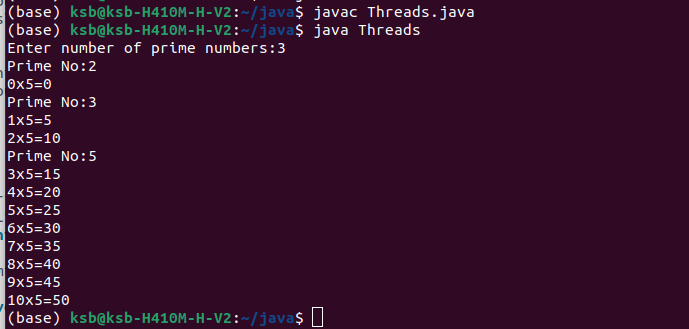 (base) ksb@ksb-H410M-H-V2:~/java$ javac Threads.java
(base) ksb@ksb-H410M-H-V2:~/java$ java Threads
Enter number of prime numbers:3
Prime No:2
0x5=0
Prime No:3
1x5=5
2x5=10
Prime No:5
3x5=15
4x5=20
5x5=25
6x5=30
7x5=35
8x5=40
9x5=45
10x5=50
(base) ksb@ksb-H410M-H-V2:~/java$